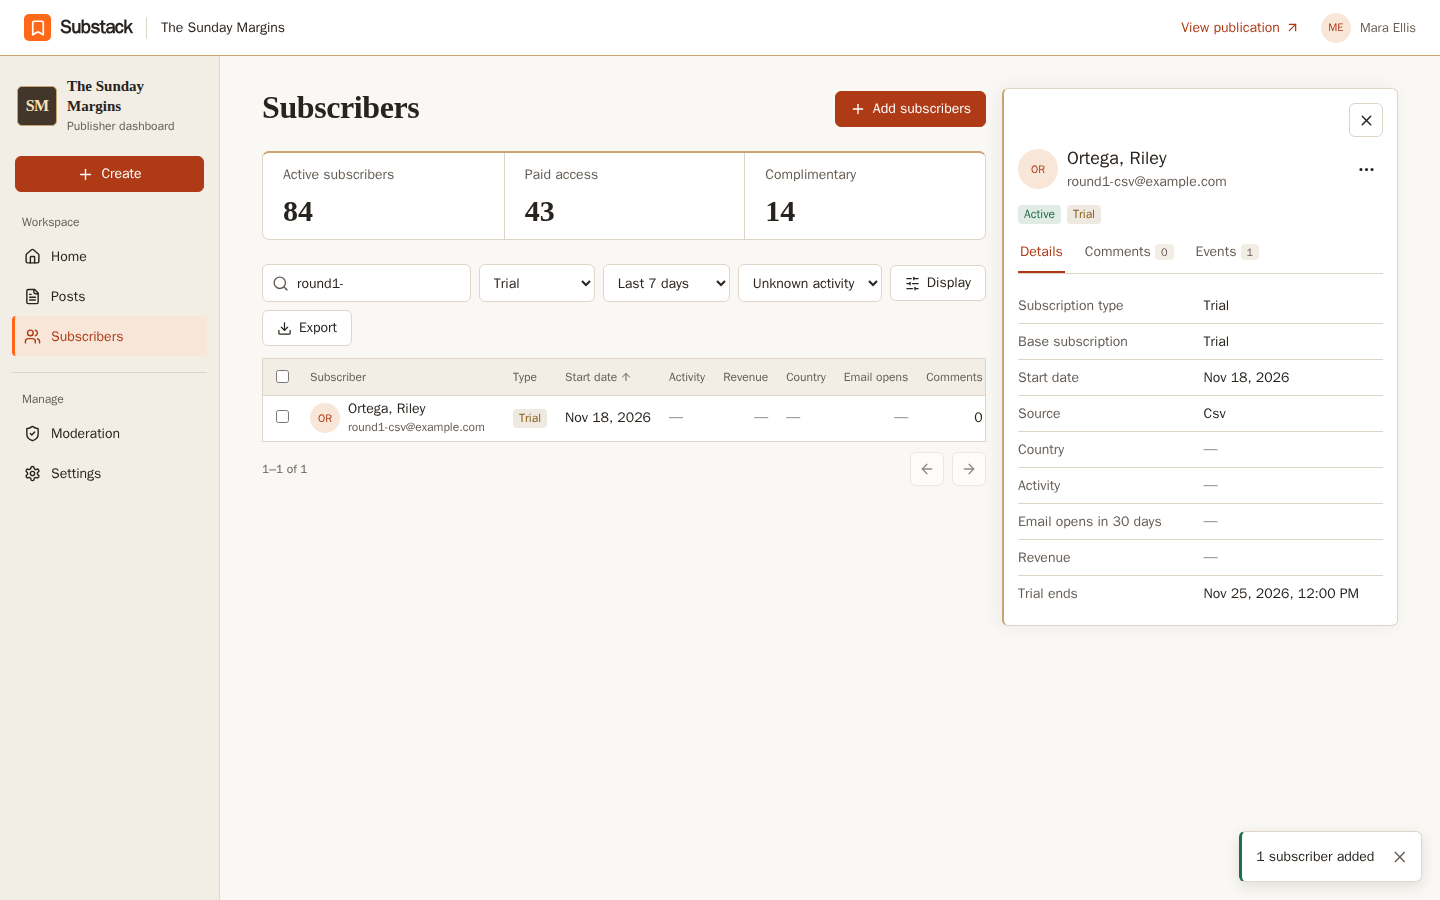 Substack
The Sunday Margins
View publication
ME
Mara Ellis
SM
The Sunday
Margins
Publisher dashboard
Create
Workspace
Home
Posts
Subscribers
Manage
Moderation
Settings
Subscribers
Add subscribers
Active subscribers
84
Paid access
43
Complimentary
14
round1-
Trial
Last 7 days
Unknown activity
Display
Export
Subscriber Type Start date ↑ Activity Revenue Country Email opens Comments
OR Ortega, Riley Trial Nov 18, 2026 — — — — 0
round1-csv@example.com
1–1 of 1
OR
Ortega, Riley
round1-csv@example.com
Active Trial
Details Comments 0 Events 1
Subscription type Trial
Base subscription Trial
Start date Nov 18, 2026
Source Csv
Country —
Activity —
Email opens in 30 days —
Revenue —
Trial ends Nov 25, 2026, 12:00 PM
1 subscriber added